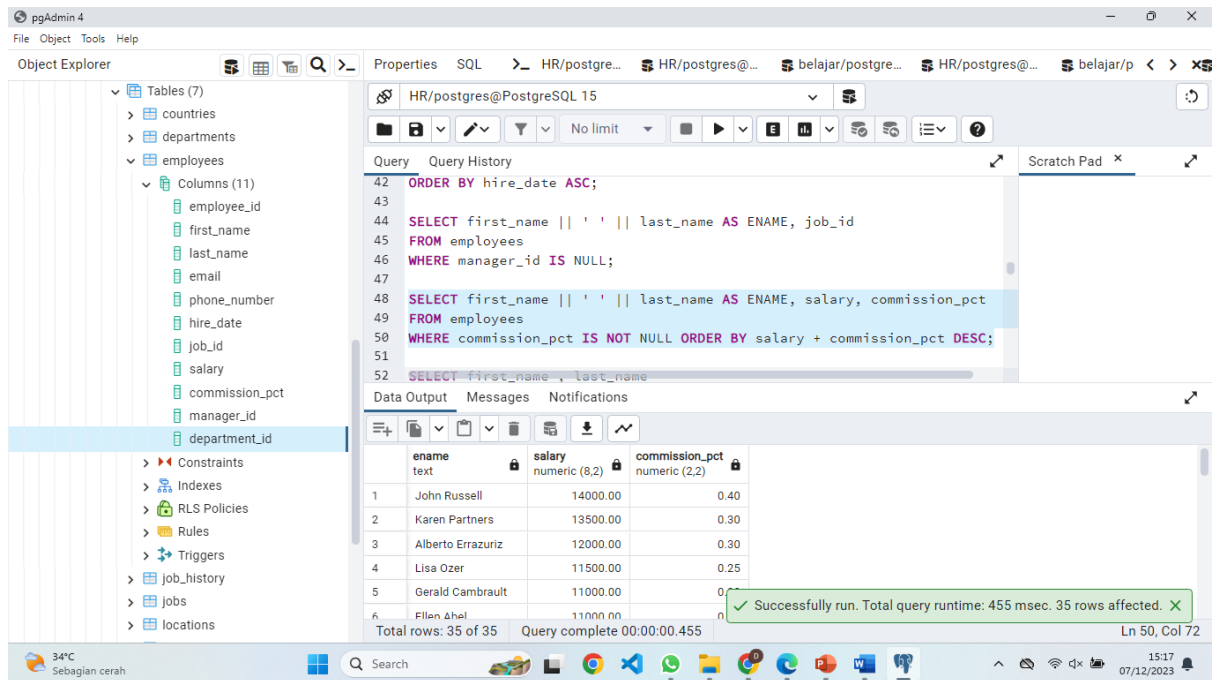 pgAdmin 4
File Object Tools Help
Object Explorer
Properties SQL HR/postgre... HR/postgres@... belajar/postgre... HR/postgres@... belajar/p
Tables (7)
countries
departments
employees
Columns (11)
employee_id
first_name
last_name
email
phone_number
hire_date
job_id
salary
commission_pct
manager_id
department_id
Constraints
Indexes
RLS Policies
Rules
Triggers
job_history
jobs
locations
HR/postgres@PostgreSQL 15
No limit
Query Query History
Scratch Pad
42 ORDER BY hire_date ASC;
43
44 SELECT first_name || ' ' || last_name AS ENAME, job_id
45 FROM employees
46 WHERE manager_id IS NULL;
47
48 SELECT first_name || ' ' || last_name AS ENAME, salary, commission_pct
49 FROM employees
50 WHERE commission_pct IS NOT NULL ORDER BY salary + commission_pct DESC;
51
52 SELECT first_name , last_name
Data Output Messages Notifications
ename salary commission_pct
text numeric (8,2) numeric (2,2)
1 John Russell 14000.00 0.40
2 Karen Partners 13500.00 0.30
3 Alberto Errazuriz 12000.00 0.30
4 Lisa Ozer 11500.00 0.25
5 Gerald Cambrault 11000.00
6 Ellen Abel 11000.00
Successfully run. Total query runtime: 455 msec. 35 rows affected.
Total rows: 35 of 35 Query complete 00:00:00.455 Ln 50, Col 72
34°C
Sebagian cerah
Search
15:17
07/12/2023